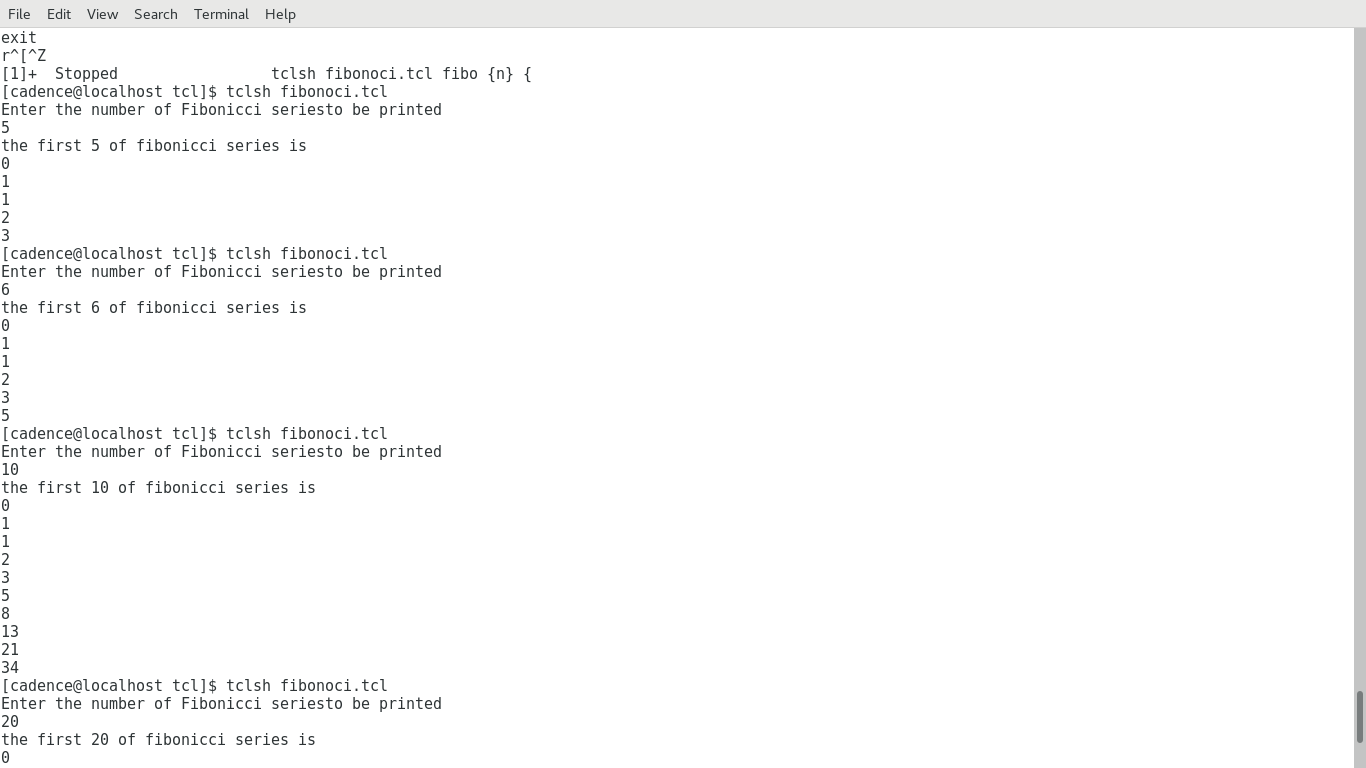 File Edit View Search Terminal Help
exit
r^[^Z
[1]+  Stopped                 tclsh fibonoci.tcl fibo {n} {
[cadence@localhost tcl]$ tclsh fibonoci.tcl
Enter the number of Fibonicci seriesto be printed
5
the first 5 of fibonicci series is
0
1
1
2
3
[cadence@localhost tcl]$ tclsh fibonoci.tcl
Enter the number of Fibonicci seriesto be printed
6
the first 6 of fibonicci series is
0
1
1
2
3
5
[cadence@localhost tcl]$ tclsh fibonoci.tcl
Enter the number of Fibonicci seriesto be printed
10
the first 10 of fibonicci series is
0
1
1
2
3
5
8
13
21
34
[cadence@localhost tcl]$ tclsh fibonoci.tcl
Enter the number of Fibonicci seriesto be printed
20
the first 20 of fibonicci series is
0